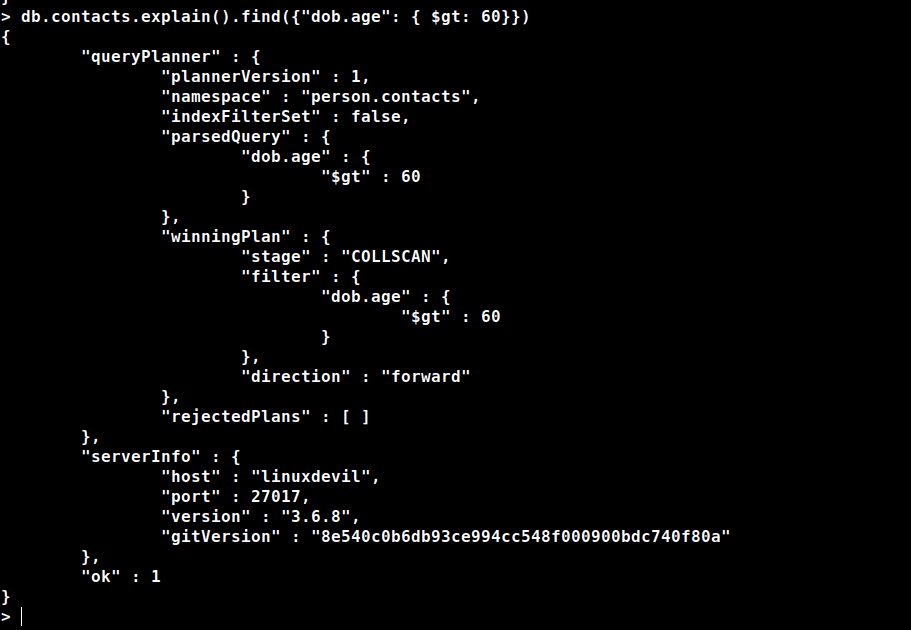 }
> db.contacts.explain().find({"dob.age": { $gt: 60}})
{
        "queryPlanner" : {
                "plannerVersion" : 1,
                "namespace" : "person.contacts",
                "indexFilterSet" : false,
                "parsedQuery" : {
                        "dob.age" : {
                                "$gt" : 60
                        }
                },
                "winningPlan" : {
                        "stage" : "COLLSCAN",
                        "filter" : {
                                "dob.age" : {
                                        "$gt" : 60
                                }
                        },
                        "direction" : "forward"
                },
                "rejectedPlans" : [ ]
        },
        "serverInfo" : {
                "host" : "linuxdevil",
                "port" : 27017,
                "version" : "3.6.8",
                "gitVersion" : "8e540c0b6db93ce994cc548f000900bdc740f80a"
        },
        "ok" : 1
}
>